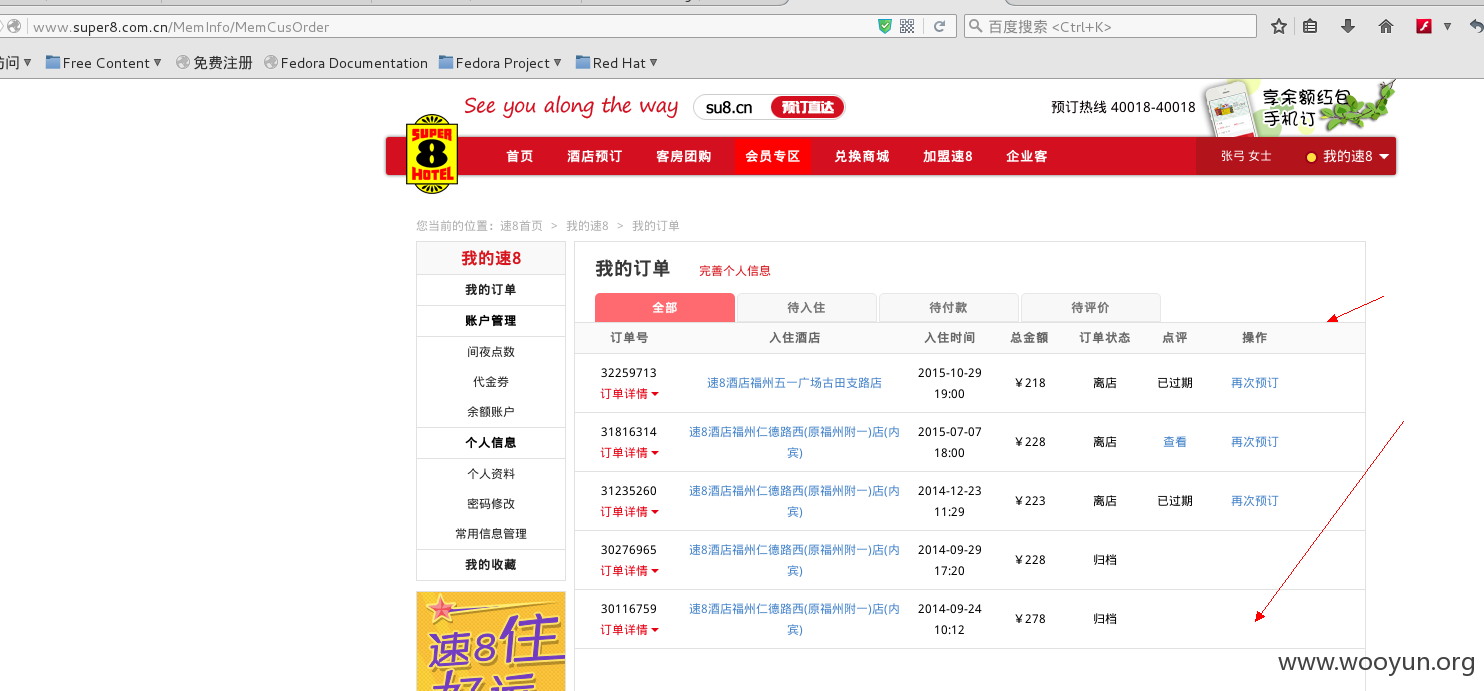 www.super8.com.cn/MemInfo/MemCusOrder
百度搜索 <Ctrl+K>
访问 Free Content 免费注册 Fedora Documentation Fedora Project Red Hat
See you along the way
su8.cn 预订直达
预订热线 40018-40018
享余额红包
手机订
SUPER
8
HOTEL
首页 酒店预订 客房团购 会员专区 兑换商城 加盟速8 企业客
张弓 女士 我的速8
您当前的位置: 速8首页 > 我的速8 > 我的订单
我的速8
我的订单
账户管理
间夜点数
代金券
余额账户
个人信息
个人资料
密码修改
常用信息管理
我的收藏
速8住
好运
我的订单 完善个人信息
全部 待入住 待付款 待评价
订单号 入住酒店 入住时间 总金额 订单状态 点评 操作
32259713
订单详情
速8酒店福州五一广场古田支路店
2015-10-29
19:00
￥218 离店 已过期 再次预订
31816314
订单详情
速8酒店福州仁德路西(原福州附一)店(内
宾)
2015-07-07
18:00
￥228 离店 查看 再次预订
31235260
订单详情
速8酒店福州仁德路西(原福州附一)店(内
宾)
2014-12-23
11:29
￥223 离店 已过期 再次预订
30276965
订单详情
速8酒店福州仁德路西(原福州附一)店(内
宾)
2014-09-29
17:20
￥228 归档
30116759
订单详情
速8酒店福州仁德路西(原福州附一)店(内
宾)
2014-09-24
10:12
￥278 归档
www.wooyun.org